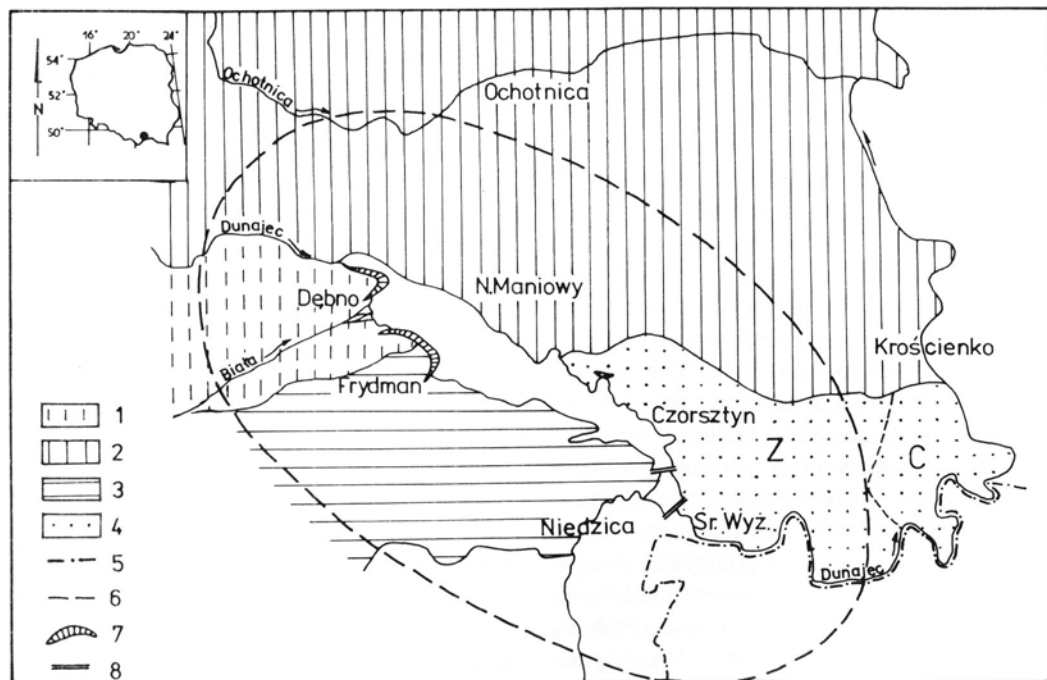 16° 20° 24°
54°
52°
N
50°
Ochotnica
Ochotnica
Dunajec
N.Maniowy
Dębno
Krościenko
Biała
Frydman
Czorsztyn
Z
C
Niedzica
Śr. Wyż.
Dunajec
1
2
3
4
5
6
7
8